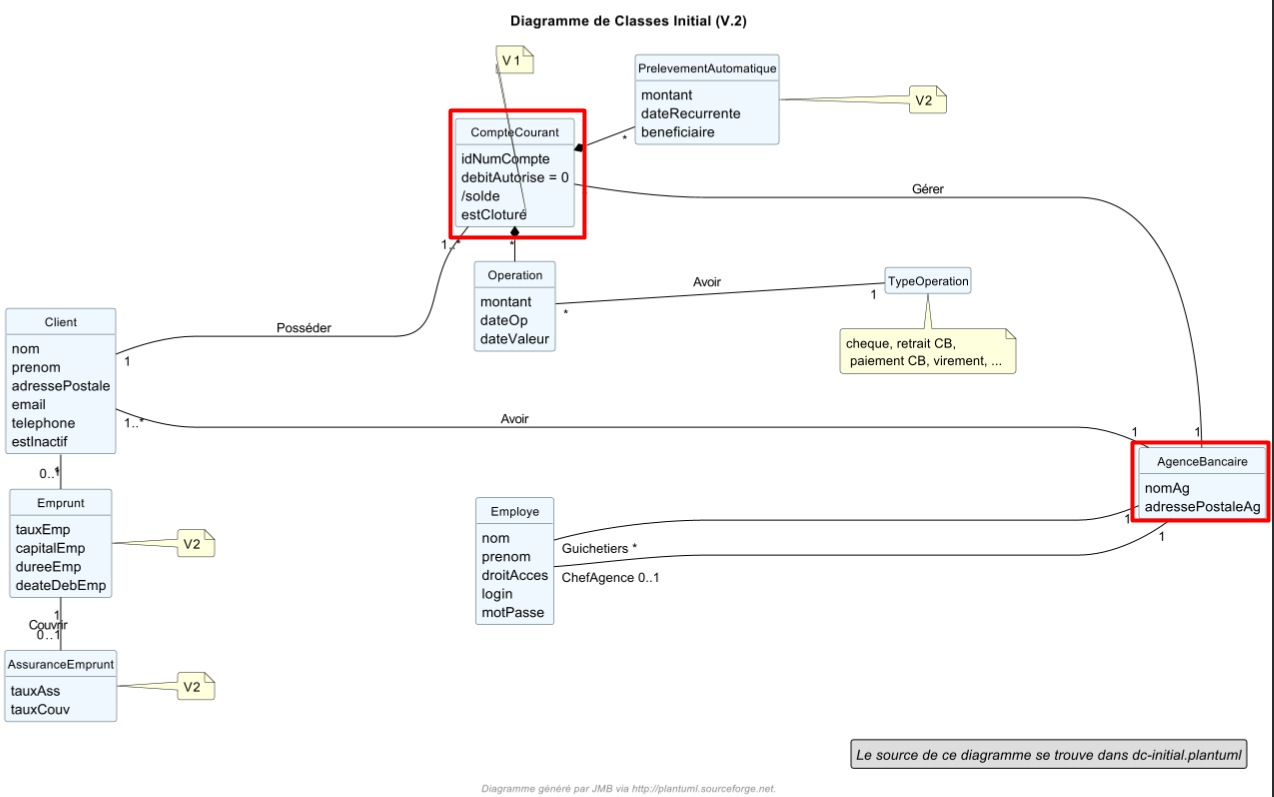 Diagramme de Classes Initial (V.2)
V 1
PrelevementAutomatique
montant
dateRecurrente
beneficiaire
V2
*
CompteCourant
idNumCompte
debitAutorise = 0
/solde
estCloturé
Gérer
1..*
*
Operation
montant
dateOp
dateValeur
Avoir
*
1
TypeOperation
cheque, retrait CB,
paiement CB, virement, ...
Client
nom
prenom
adressePostale
email
telephone
estInactif
Posséder
1
1..*
Avoir
1
1
AgenceBancaire
nomAg
adressePostaleAg
1
1
0..*
1
Emprunt
tauxEmp
capitalEmp
dureeEmp
deateDebEmp
V2
Employe
nom
prenom
droitAcces
login
motPasse
Guichetiers *
ChefAgence 0..1
1
Couvrir
0..1
AssuranceEmprunt
tauxAss
tauxCouv
V2
Le source de ce diagramme se trouve dans dc-initial.plantuml
Diagramme généré par JMB via http://plantuml.sourceforge.net.